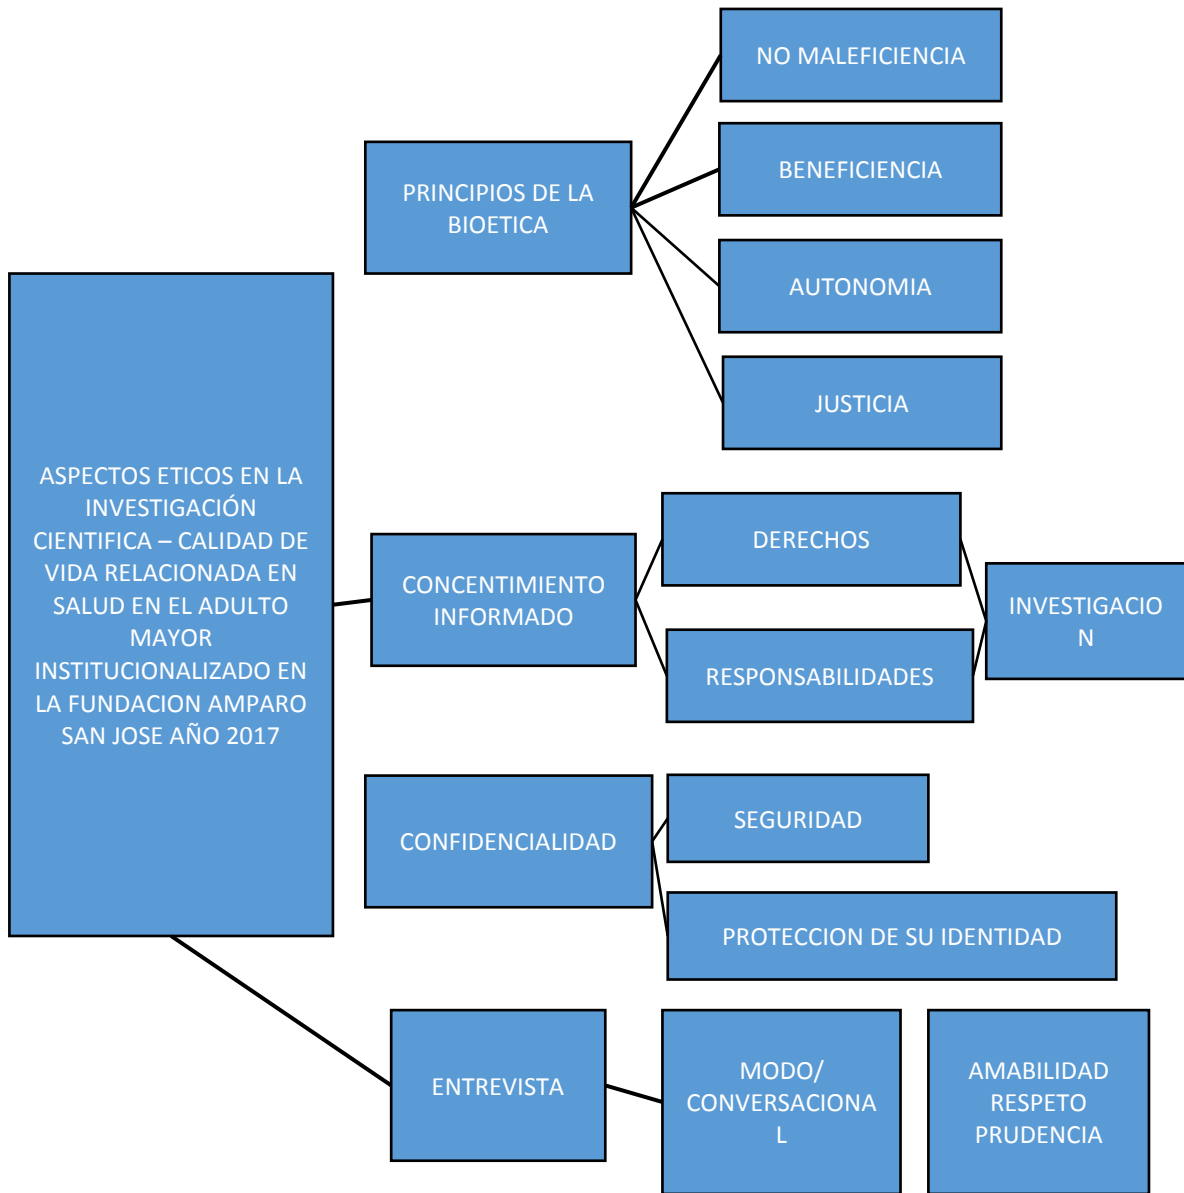 NO MALEFICIENCIA
PRINCIPIOS DE LA
BIOETICA
BENEFICIENCIA
AUTONOMIA
JUSTICIA
ASPECTOS ETICOS EN LA
INVESTIGACIÓN
CIENTIFICA – CALIDAD DE
VIDA RELACIONADA EN
SALUD EN EL ADULTO
MAYOR
INSTITUCIONALIZADO EN
LA FUNDACION AMPARO
SAN JOSE AÑO 2017
CONCENTIMIENTO
INFORMADO
DERECHOS
RESPONSABILIDADES
INVESTIGACIO
N
CONFIDENCIALIDAD
SEGURIDAD
PROTECCION DE SU IDENTIDAD
ENTREVISTA
MODO/
CONVERSACIONA
L
AMABILIDAD
RESPETO
PRUDENCIA